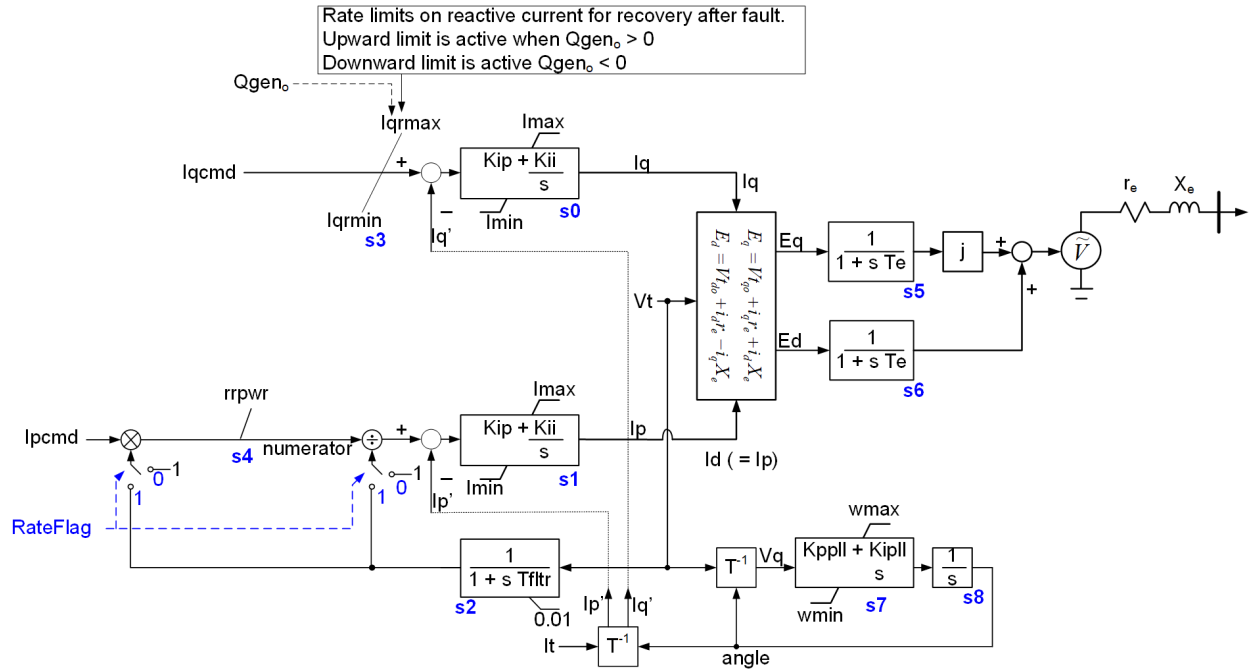 Rate limits on reactive current for recovery after fault.
Upward limit is active when Qgenₒ > 0
Downward limit is active Qgenₒ < 0
Qgenₒ
Iqrmax
Imax
Iqcmd
+
Kip + Kii
s
Iq
Iq
Imin
s0
Iqrmin
s3
−
Iq'
rₑ
Xₑ
E_q = Vt_qo + i_q r_e + i_d X_e
E_d = Vt_do + i_d r_e − i_q X_e
Eq
1
1 + s Te
s5
j
+
+
Ṽ
Vt
Ed
1
1 + s Te
s6
rrpwr
Imax
Ipcmd
×
s4
numerator
÷
+
Kip + Kii
s
Ip
Imin
s1
−
Ip'
Id ( = Ip)
1
0
1
1
0
1
RateFlag
wmax
1
1 + s Tfltr
s2
0.01
T⁻¹
Vq
Kppll + Kipll
s
wmin
s7
1
s
s8
Ip'
Iq'
It
T⁻¹
angle